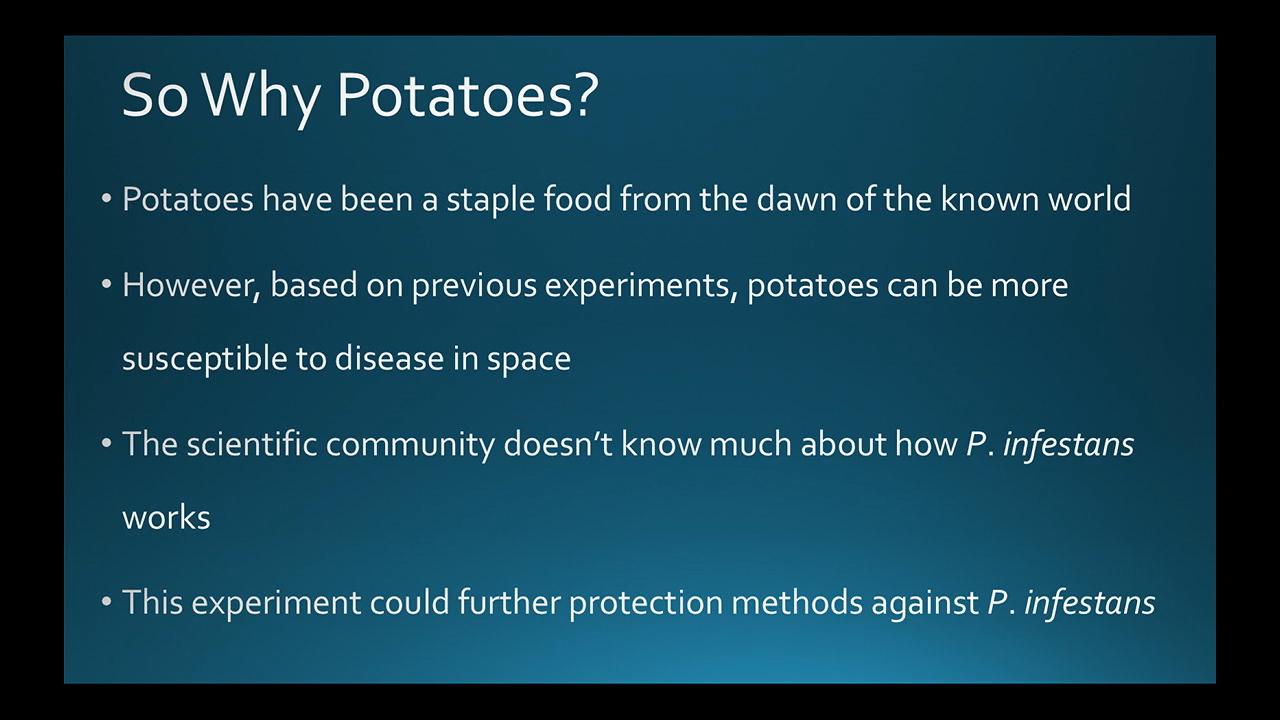 So Why Potatoes?
• Potatoes have been a staple food from the dawn of the known world
• However, based on previous experiments, potatoes can be more
susceptible to disease in space
• The scientific community doesn’t know much about how P. infestans
works
• This experiment could further protection methods against P. infestans